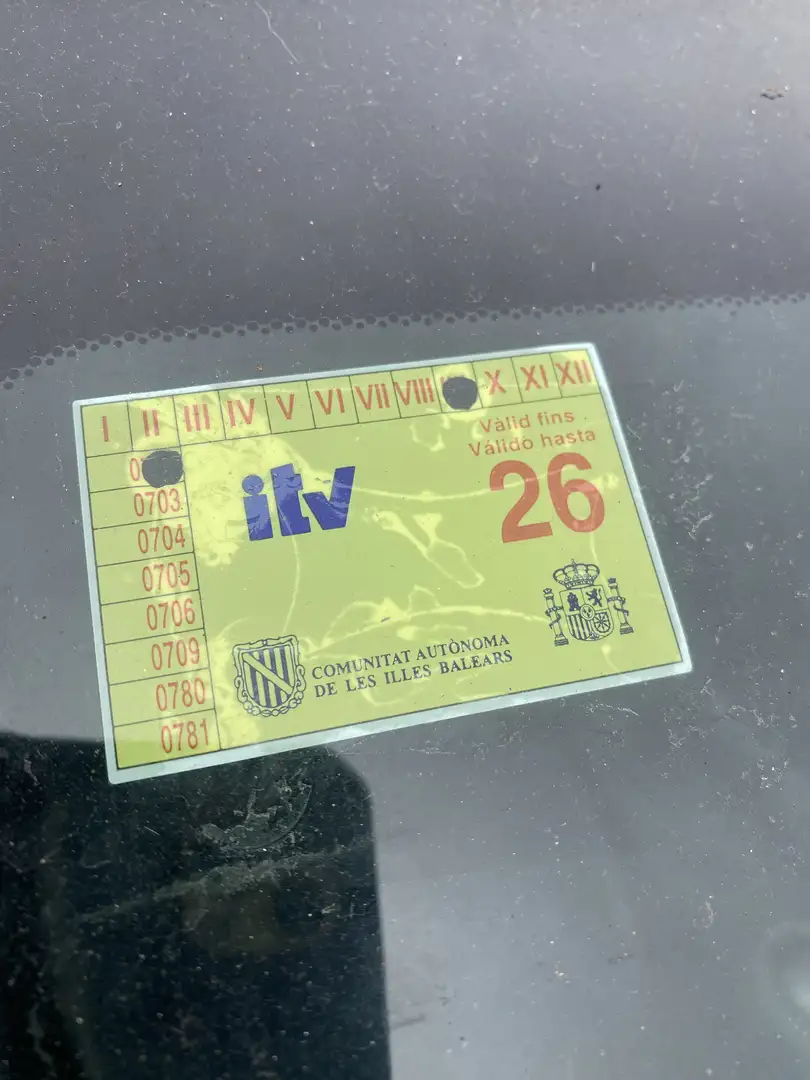 I II III IV V VI VII VIII X XI XII
Vàlid fins
Válido hasta
26
itv
0703
0704
0705
0706
0709
0780
0781
COMUNITAT AUTÒNOMA
DE LES ILLES BALEARS